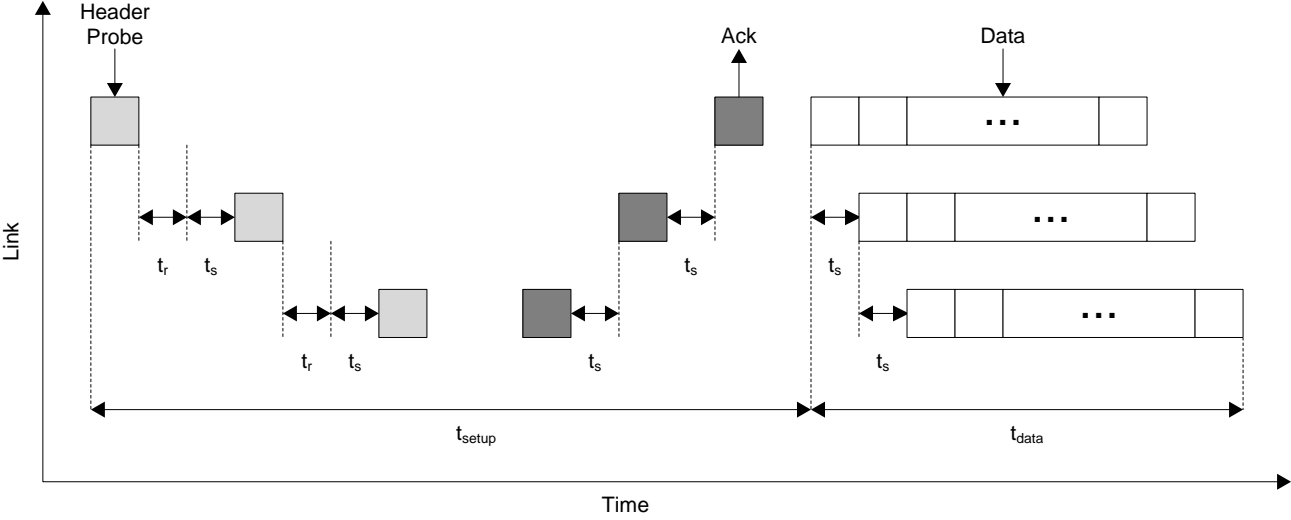 Header
Probe
Ack
Data
...
Link
tr
ts
ts
ts
...
tr
ts
ts
ts
...
tsetup
tdata
Time